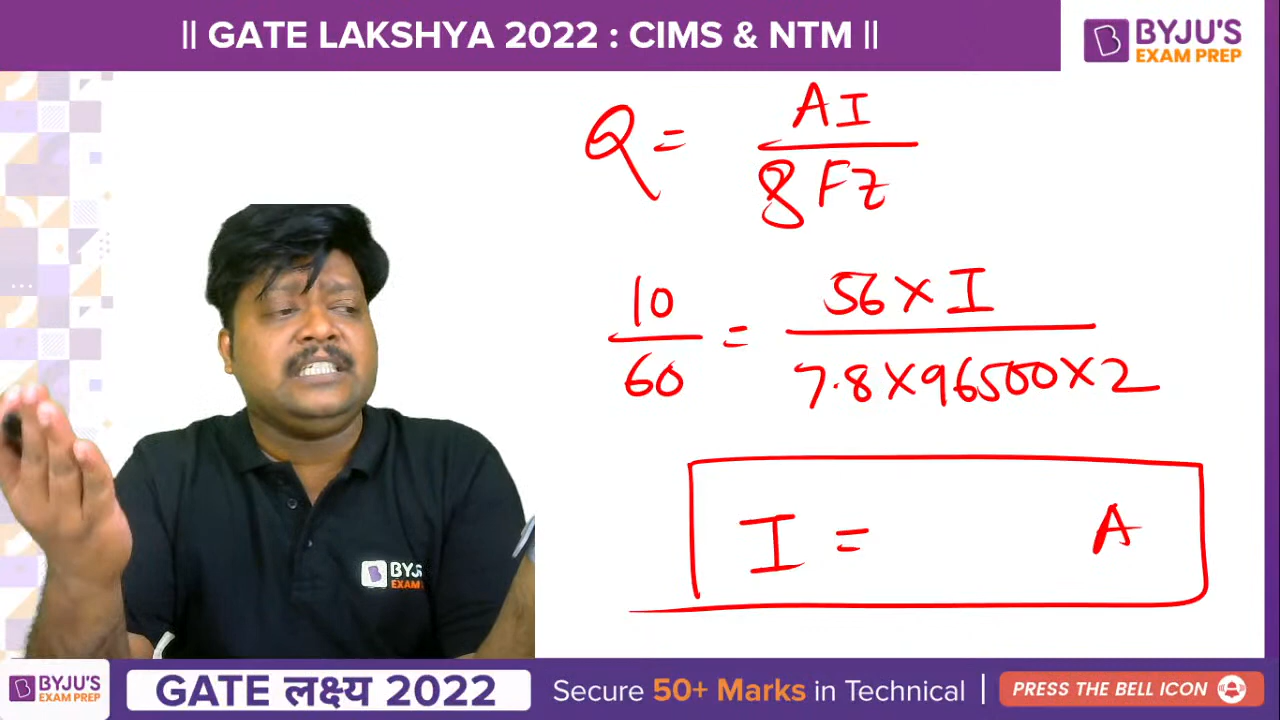 || GATE LAKSHYA 2022 : CIMS & NTM ||
BYJU'S
EXAM PREP
Q = AI / ρFZ
10 / 60 = 56 × I / 7.8 × 96500 × 2
I = A
BYJU'S
EXAM
BYJU'S
EXAM PREP
GATE लक्ष्य 2022
Secure 50+ Marks in Technical
PRESS THE BELL ICON